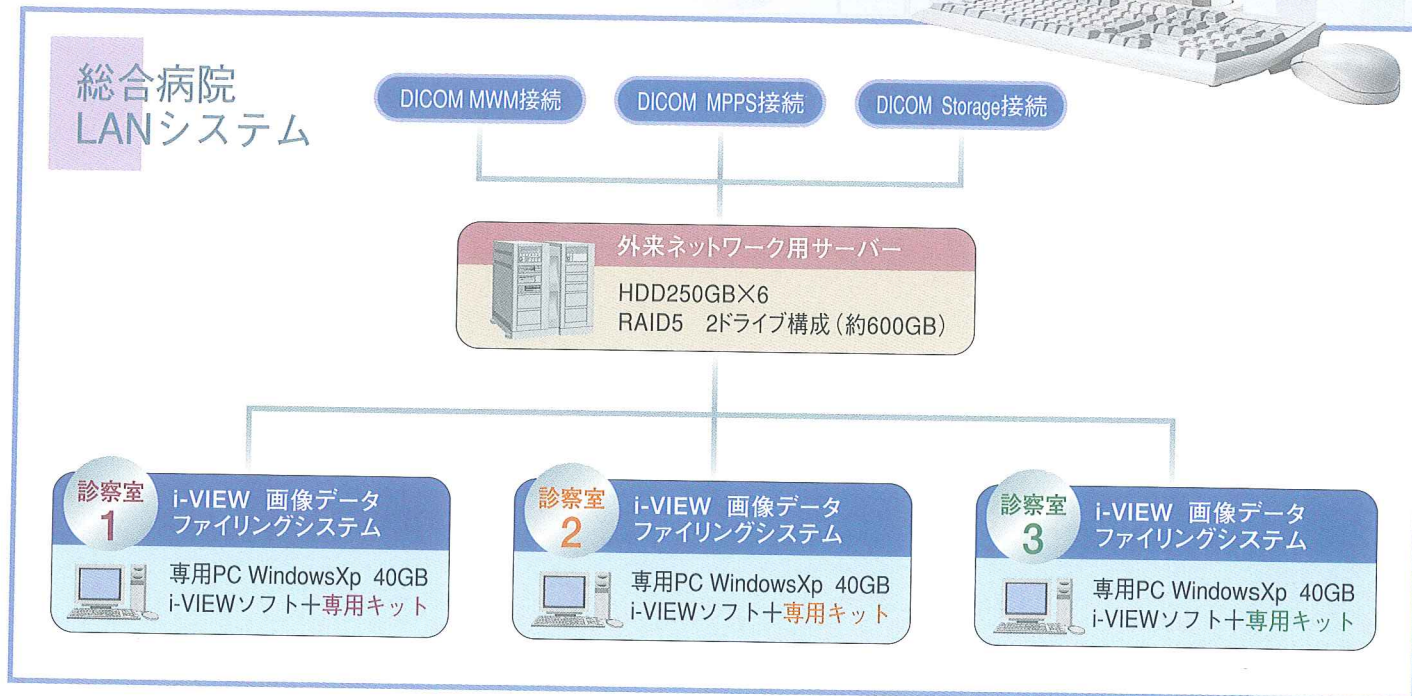 総合病院
LANシステム
DICOM MWM接続
DICOM MPPS接続
DICOM Storage接続
外来ネットワーク用サーバー
HDD250GB×6
RAID5 2ドライブ構成(約600GB)
診察室
1
i-VIEW 画像データ
ファイリングシステム
専用PC WindowsXp 40GB
i-VIEWソフト+専用キット
診察室
2
i-VIEW 画像データ
ファイリングシステム
専用PC WindowsXp 40GB
i-VIEWソフト+専用キット
診察室
3
i-VIEW 画像データ
ファイリングシステム
専用PC WindowsXp 40GB
i-VIEWソフト+専用キット